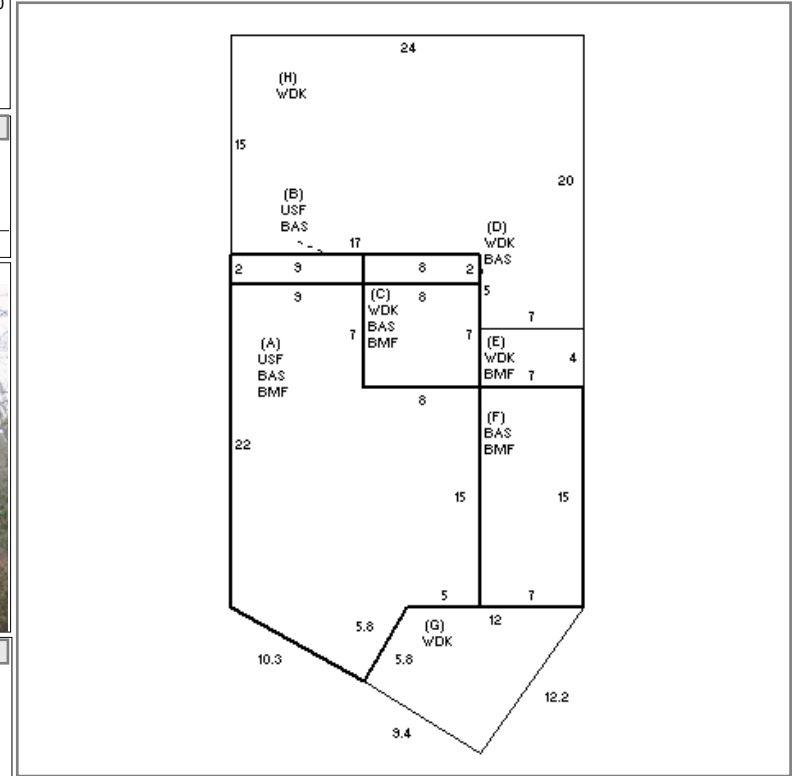 24
(H)
WDK
15
20
(B)
USF
BAS
(D)
WDK
BAS
17
2 9 8 2
5
9 8
(C)
WDK
BAS
BMF
7
7
7
(A)
USF
BAS
BMF
(E)
WDK
BMF 7
4
8
(F)
BAS
BMF
22
15 15
5 7
12
5.8
(G)
WDK
5.8
10.3
12.2
9.4